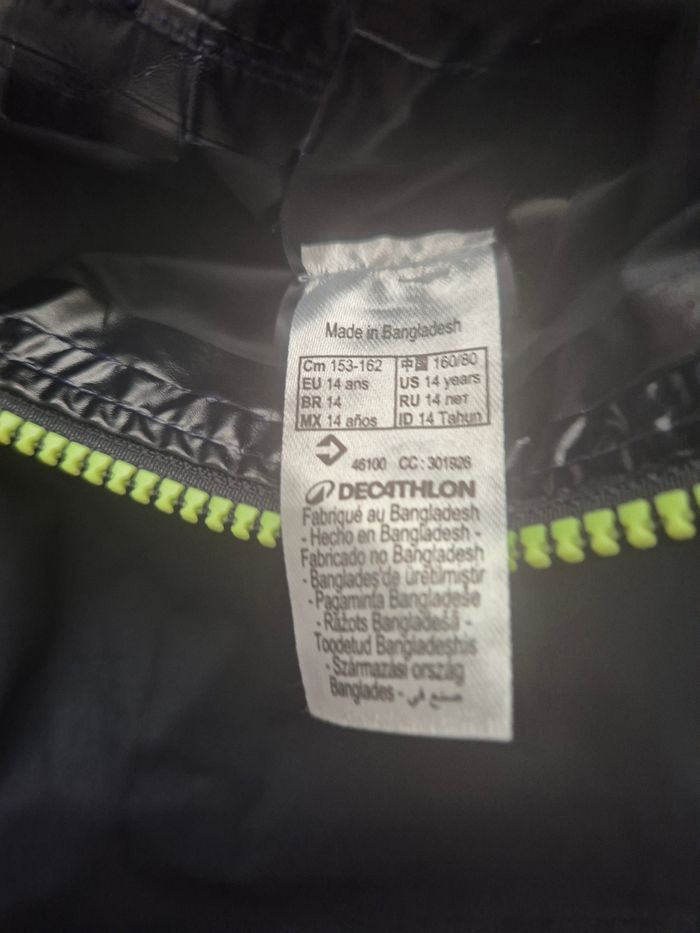 Made in Bangladesh
Cm 153-162 中国 160/80
EU 14 ans US 14 years
BR 14 RU 14 лет
MX 14 años ID 14 Tahun
46100 CC: 301926
DECATHLON
Fabriqué au Bangladesh
- Hecho en Bangladesh -
Fabricado no Bangladesh
- Banglades'de üretilmiştir
- Pagaminta Bangladeše
- Ražots Bangladešā -
Toodetud Bangladeshis
- Származási ország
Banglades - صنع في